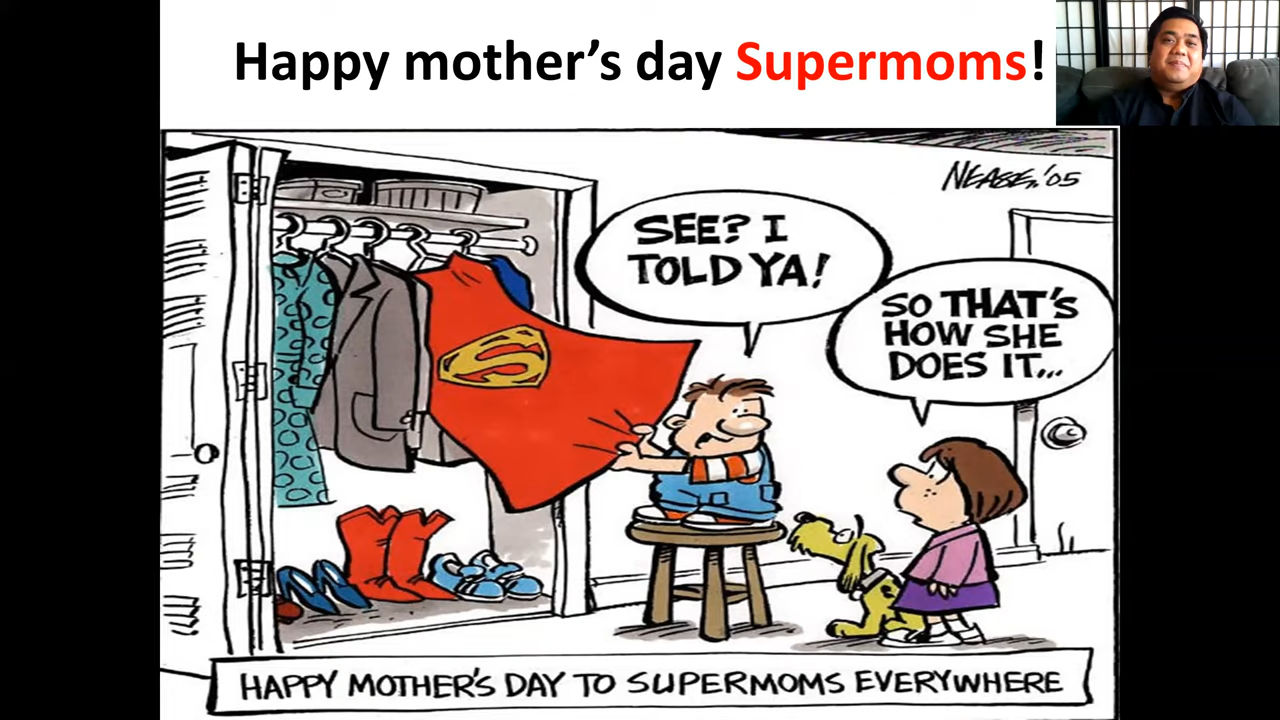 Happy mother’s day Supermoms!
NEASE, '05
SEE? I
TOLD YA!
SO THAT'S
HOW SHE
DOES IT...
S
HAPPY MOTHER'S DAY TO SUPERMOMS EVERYWHERE